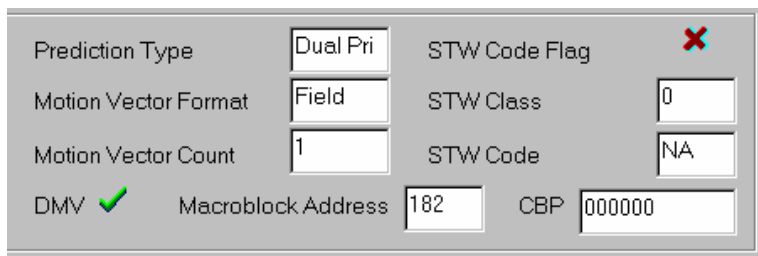 Prediction Type Dual Pri STW Code Flag
Motion Vector Format Field STW Class 0
Motion Vector Count 1 STW Code NA
DMV Macroblock Address 182 CBP 000000